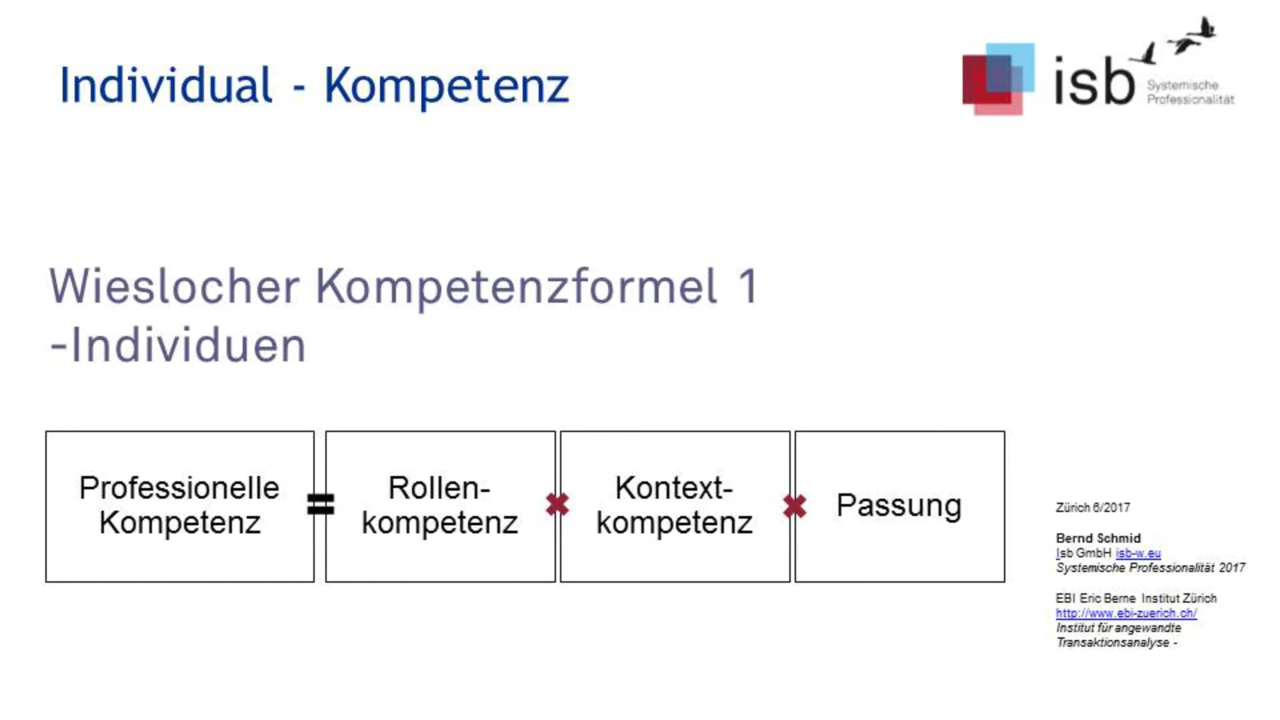 Individual - Kompetenz
isb
Systemische
Professionalität
Wieslocher Kompetenzformel 1
-Individuen
Professionelle
Kompetenz
=
Rollen-
kompetenz
×
Kontext-
kompetenz
×
Passung
Zürich 6/2017
Bernd Schmid
Isb GmbH isb-w.eu
Systemische Professionalität 2017
EBI Eric Berne Institut Zürich
http://www.ebi-zuerich.ch/
Institut für angewandte
Transaktionsanalyse -